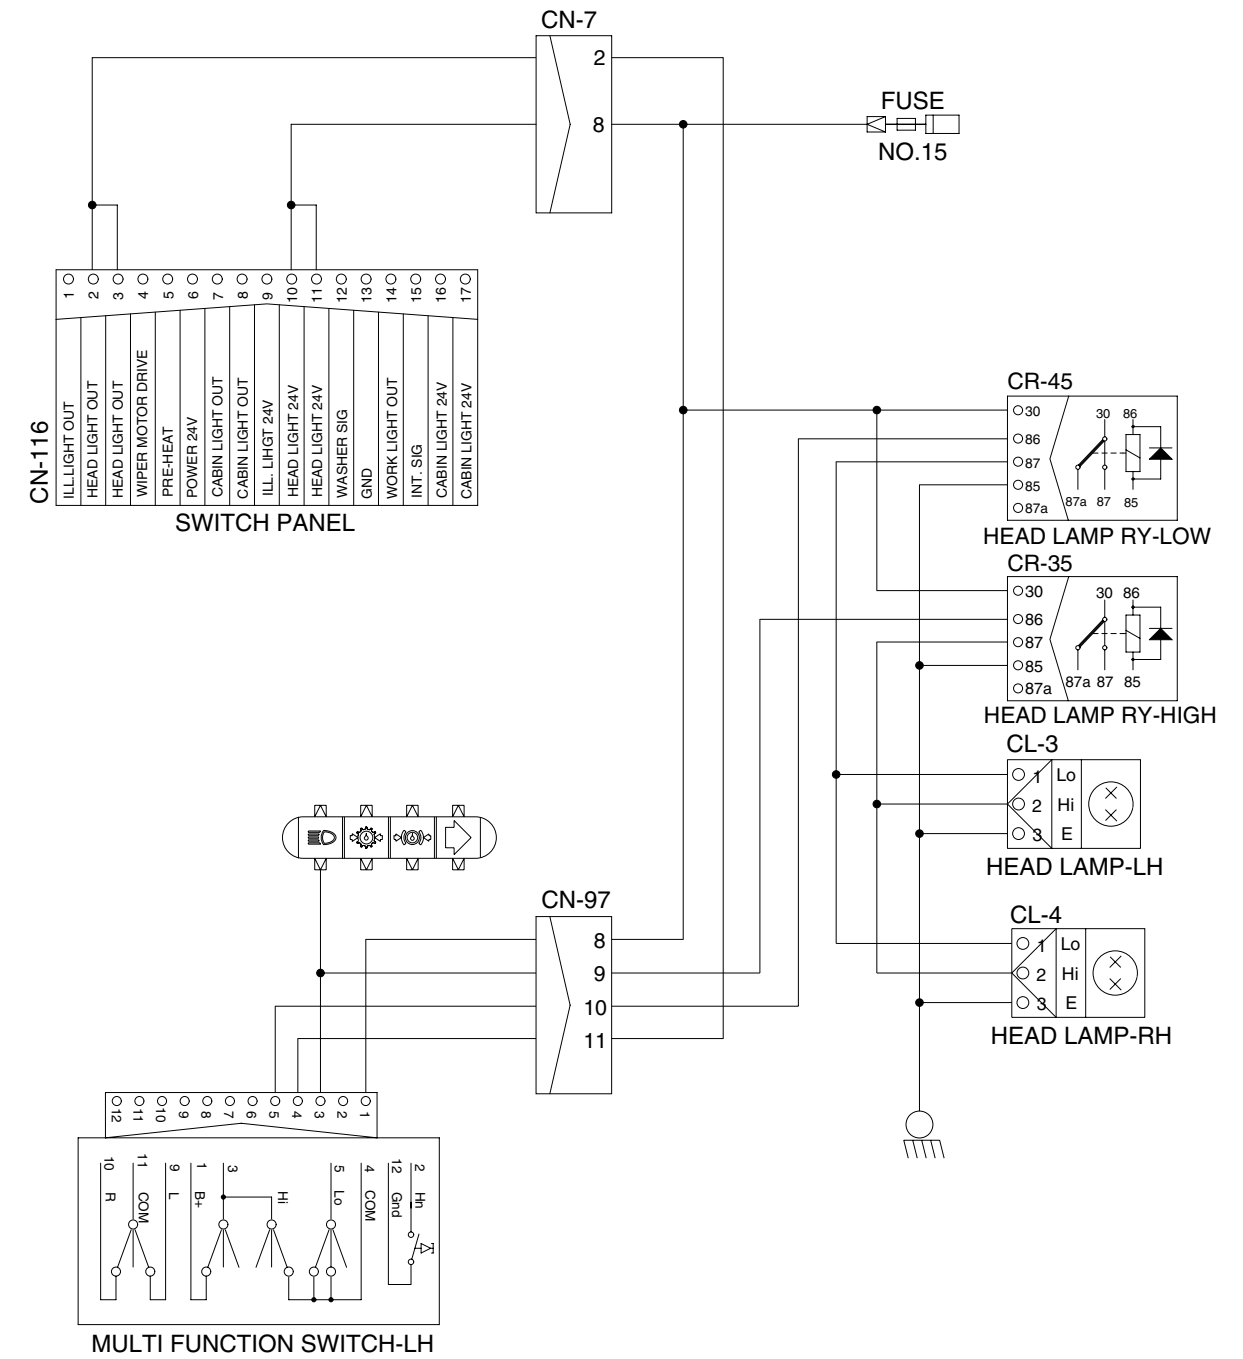 CN-7
2
8
FUSE
NO.15
1 2 3 4 5 6 7 8 9 10 11 12 13 14 15 16 17
ILL.LIGHT OUT
HEAD LIGHT OUT
HEAD LIGHT OUT
WIPER MOTOR DRIVE
PRE-HEAT
POWER 24V
CABIN LIGHT OUT
CABIN LIGHT OUT
ILL. LIHGT 24V
HEAD LIGHT 24V
HEAD LIGHT 24V
WASHER SIG
GND
WORK LIGHT OUT
INT. SIG
CABIN LIGHT 24V
CABIN LIGHT 24V
CN-116
SWITCH PANEL
CR-45
30
86
87
85
87a
30 86
87a 87 85
HEAD LAMP RY-LOW
CR-35
30
86
87
85
87a
30 86
87a 87 85
HEAD LAMP RY-HIGH
CL-3
1 Lo
2 Hi
3 E
HEAD LAMP-LH
CL-4
1 Lo
2 Hi
3 E
HEAD LAMP-RH
CN-97
8
9
10
11
12 11 10 9 8 7 6 5 4 3 2 1
10 R
11 COM
9 L
1 B+
3
Hi
5 Lo
4 COM
12 Gnd
2 Hn
MULTI FUNCTION SWITCH-LH